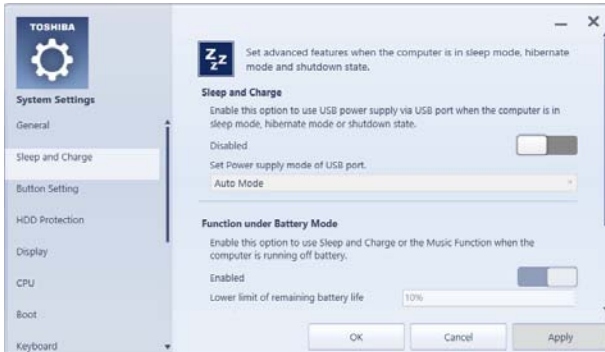 TOSHIBA
System Settings
General
Sleep and Charge
Button Setting
HDD Protection
Display
CPU
Boot
Keyboard
Set advanced features when the computer is in sleep mode, hibernate
mode and shutdown state.
Sleep and Charge
Enable this option to use USB power supply via USB port when the computer is in
sleep mode, hibernate mode or shutdown state.
Disabled
Set Power supply mode of USB port.
Auto Mode
Function under Battery Mode
Enable this option to use Sleep and Charge or the Music Function when the
computer is running off battery.
Enabled
Lower limit of remaining battery life 10%
OK Cancel Apply